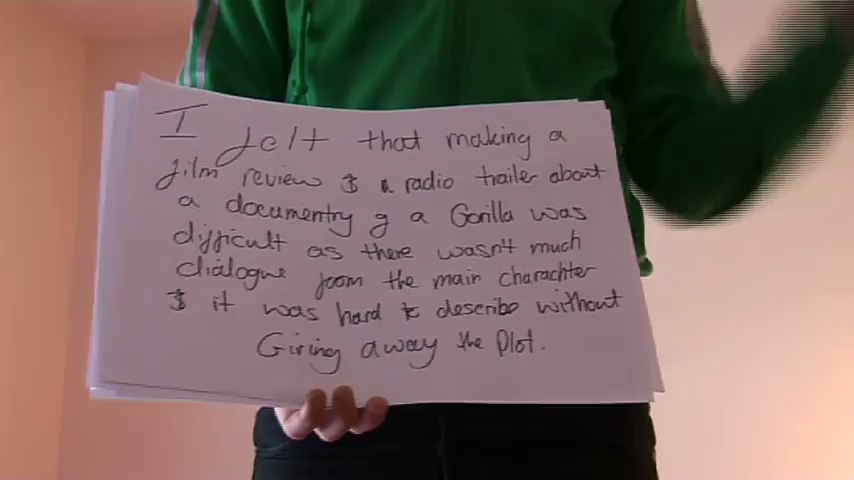 I felt that making a
film review & a radio trailer about
a documentry of a Gorilla was
difficult as there wasn't much
dialogue from the main charachter
& it was hard to describe without
Giving away the Plot.